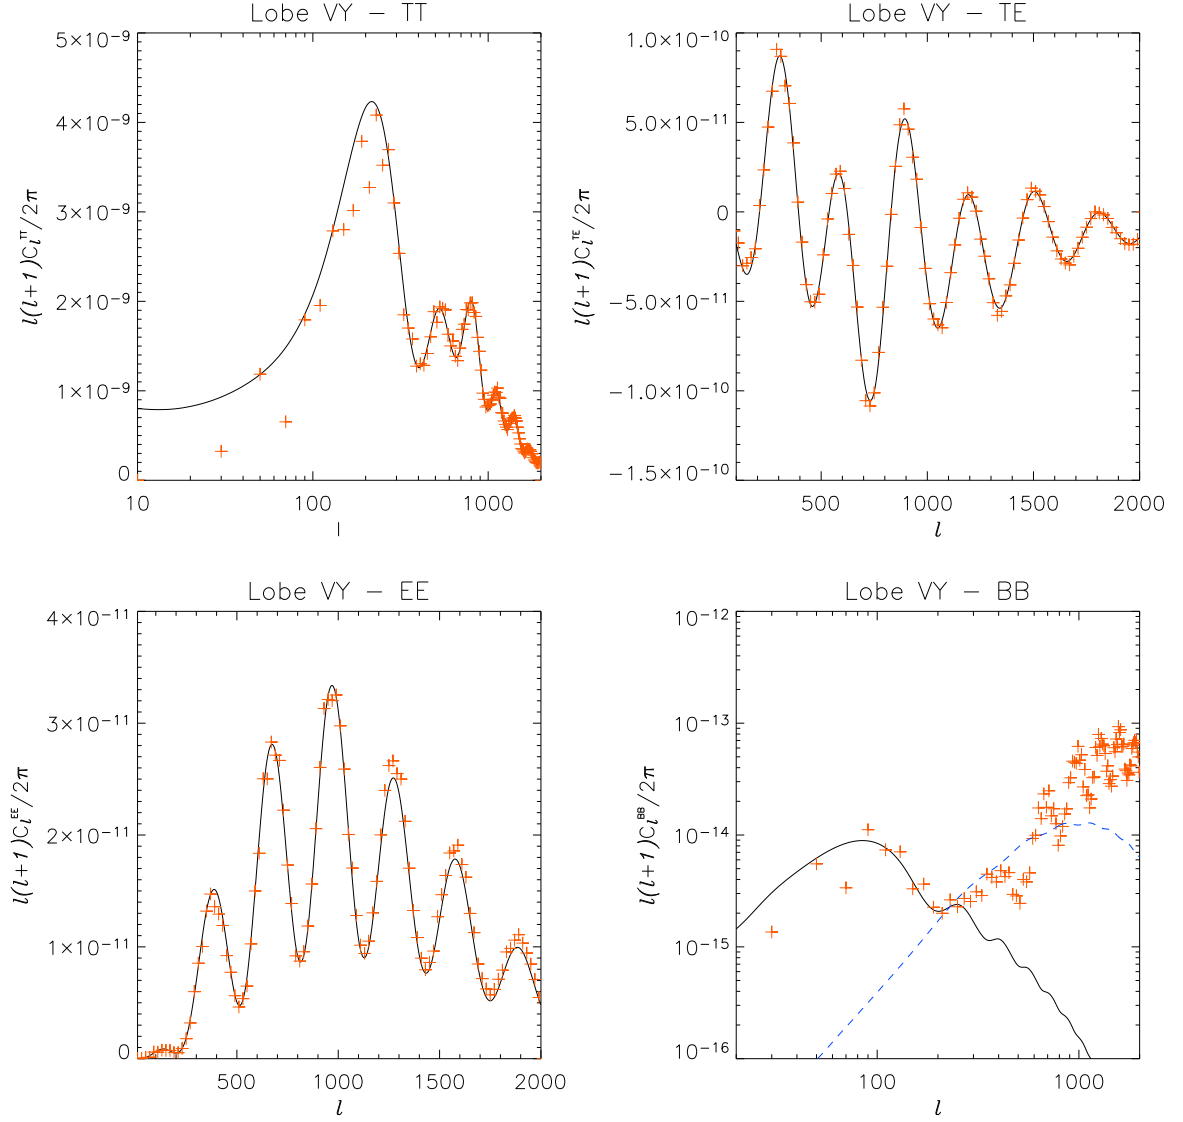 Lobe VY – TT
5×10⁻⁹
4×10⁻⁹
3×10⁻⁹
2×10⁻⁹
1×10⁻⁹
0
10 100 1000
l
l(l+1)C_l^TT/2π
Lobe VY – TE
1.0×10⁻¹⁰
5.0×10⁻¹¹
0
−5.0×10⁻¹¹
−1.0×10⁻¹⁰
−1.5×10⁻¹⁰
500 1000 1500 2000
l
l(l+1)C_l^TE/2π
Lobe VY – EE
4×10⁻¹¹
3×10⁻¹¹
2×10⁻¹¹
1×10⁻¹¹
0
500 1000 1500 2000
l
l(l+1)C_l^EE/2π
Lobe VY – BB
10⁻¹²
10⁻¹³
10⁻¹⁴
10⁻¹⁵
10⁻¹⁶
100 1000
l
l(l+1)C_l^BB/2π